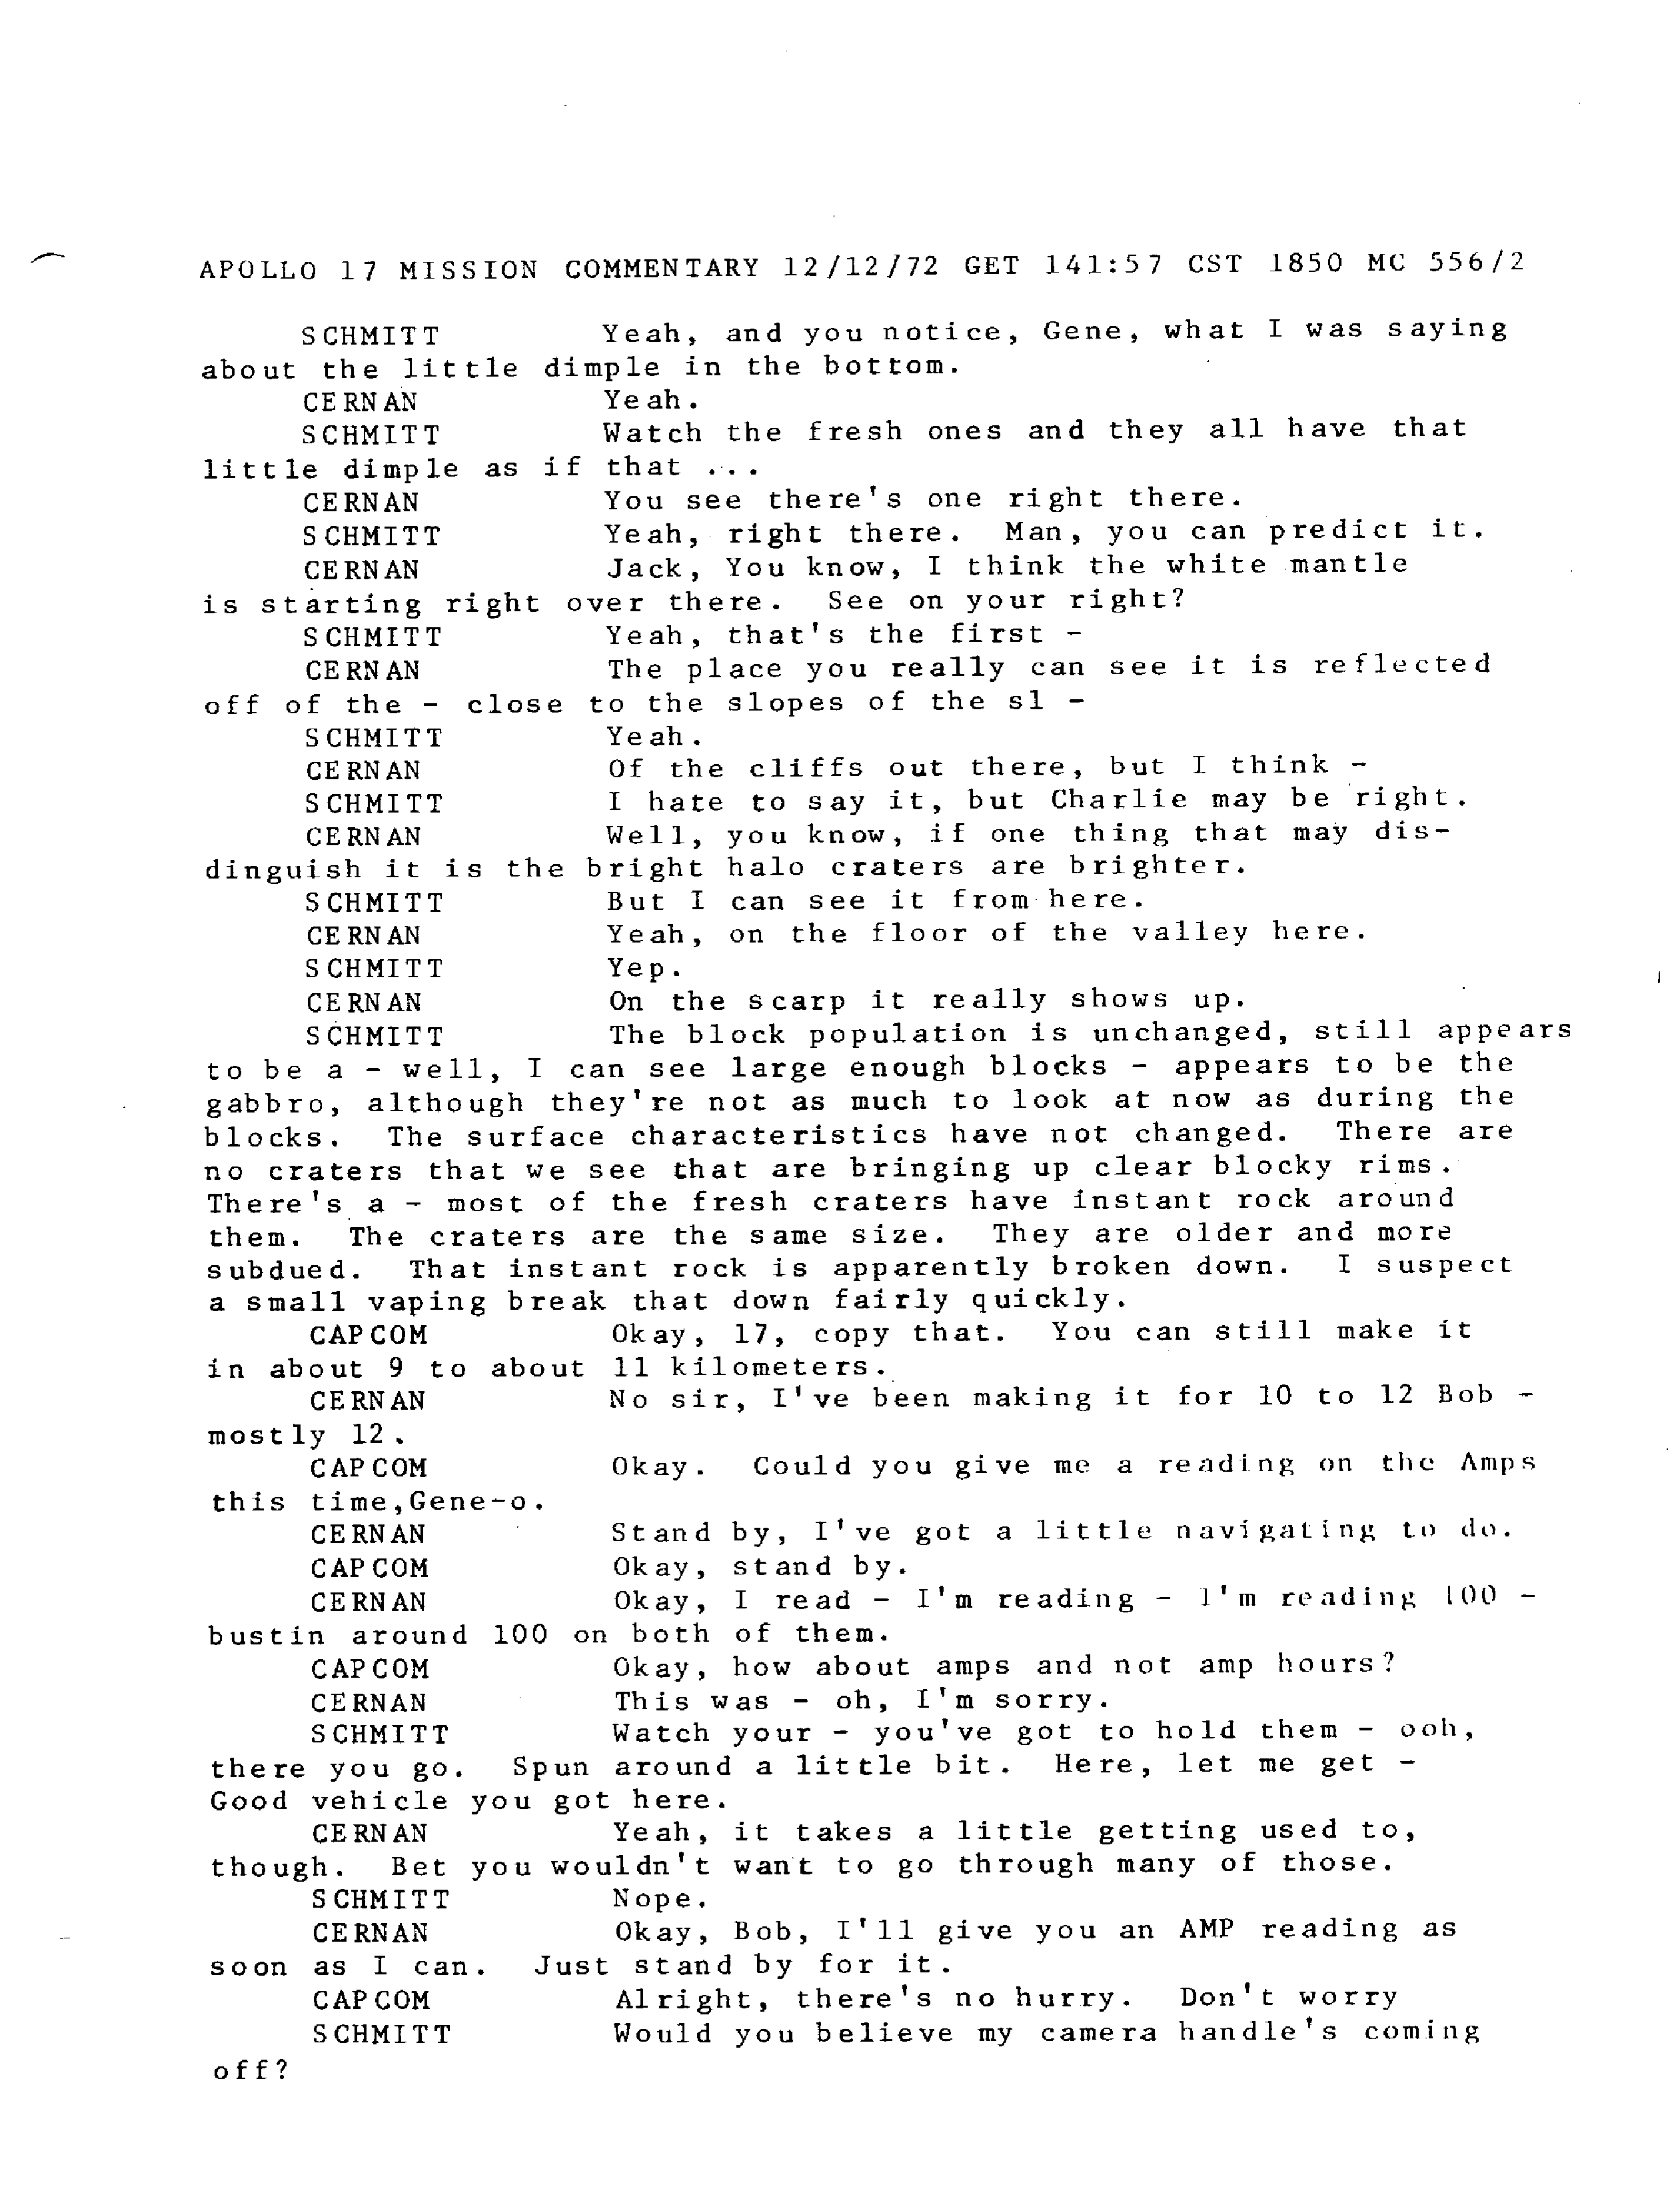 APOLLO 17 MISSION COMMENTARY 12/12/72 GET 141:57 CST 1850 MC 556/2
SCHMITT Yeah, and you notice, Gene, what I was saying
about the little dimple in the bottom.
CERNAN Yeah.
SCHMITT Watch the fresh ones and they all have that
little dimple as if that ...
CERNAN You see there's one right there.
SCHMITT Yeah, right there. Man, you can predict it.
CERNAN Jack, You know, I think the white mantle
is starting right over there. See on your right?
SCHMITT Yeah, that's the first -
CERNAN The place you really can see it is reflected
off of the - close to the slopes of the sl -
SCHMITT Yeah.
CERNAN Of the cliffs out there, but I think -
SCHMITT I hate to say it, but Charlie may be right.
CERNAN Well, you know, if one thing that may dis-
dinguish it is the bright halo craters are brighter.
SCHMITT But I can see it from here.
CERNAN Yeah, on the floor of the valley here.
SCHMITT Yep.
CERNAN On the scarp it really shows up.
SCHMITT The block population is unchanged, still appears
to be a - well, I can see large enough blocks - appears to be the
gabbro, although they're not as much to look at now as during the
blocks. The surface characteristics have not changed. There are
no craters that we see that are bringing up clear blocky rims.
There's a - most of the fresh craters have instant rock around
them. The craters are the same size. They are older and more
subdued. That instant rock is apparently broken down. I suspect
a small vaping break that down fairly quickly.
CAPCOM Okay, 17, copy that. You can still make it
in about 9 to about 11 kilometers.
CERNAN No sir, I've been making it for 10 to 12 Bob -
mostly 12.
CAPCOM Okay. Could you give me a reading on the Amps
this time,Gene-o.
CERNAN Stand by, I've got a little navigating to do.
CAPCOM Okay, stand by.
CERNAN Okay, I read - I'm reading - I'm reading 100 -
bustin around 100 on both of them.
CAPCOM Okay, how about amps and not amp hours?
CERNAN This was - oh, I'm sorry.
SCHMITT Watch your - you've got to hold them - ooh,
there you go. Spun around a little bit. Here, let me get -
Good vehicle you got here.
CERNAN Yeah, it takes a little getting used to,
though. Bet you wouldn't want to go through many of those.
SCHMITT Nope.
CERNAN Okay, Bob, I'll give you an AMP reading as
soon as I can. Just stand by for it.
CAPCOM Alright, there's no hurry. Don't worry
SCHMITT Would you believe my camera handle's coming
off?